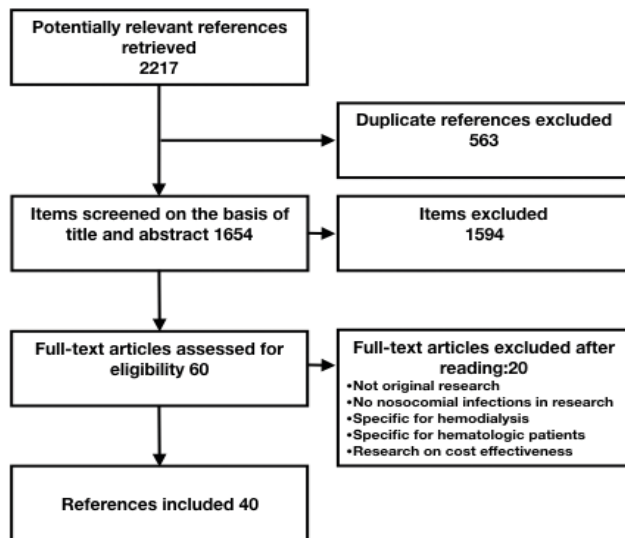 Potentially relevant references
retrieved
2217
Duplicate references excluded
563
Items screened on the basis of
title and abstract 1654
Items excluded
1594
Full-text articles assessed for
eligibility 60
Full-text articles excluded after
reading:20
•Not original research
•No nosocomial infections in research
•Specific for hemodialysis
•Specific for hematologic patients
•Research on cost effectiveness
References included 40